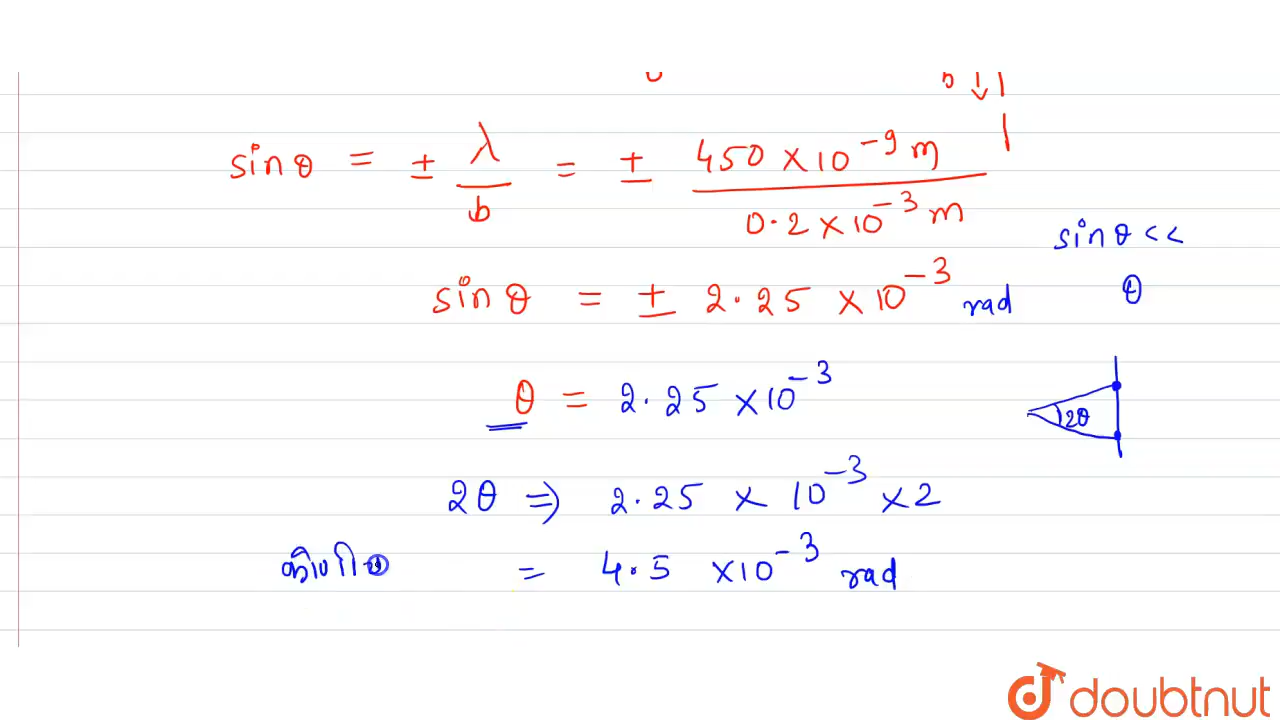 sinθ = ± λ/b = ± 450 × 10⁻⁹ m / 0.2 × 10⁻³ m
sinθ <<
sinθ = ± 2.25 × 10⁻³ rad
θ
θ = 2.25 × 10⁻³
2θ
2θ ⇒ 2.25 × 10⁻³ × 2
= 4.5 × 10⁻³ rad
doubtnut